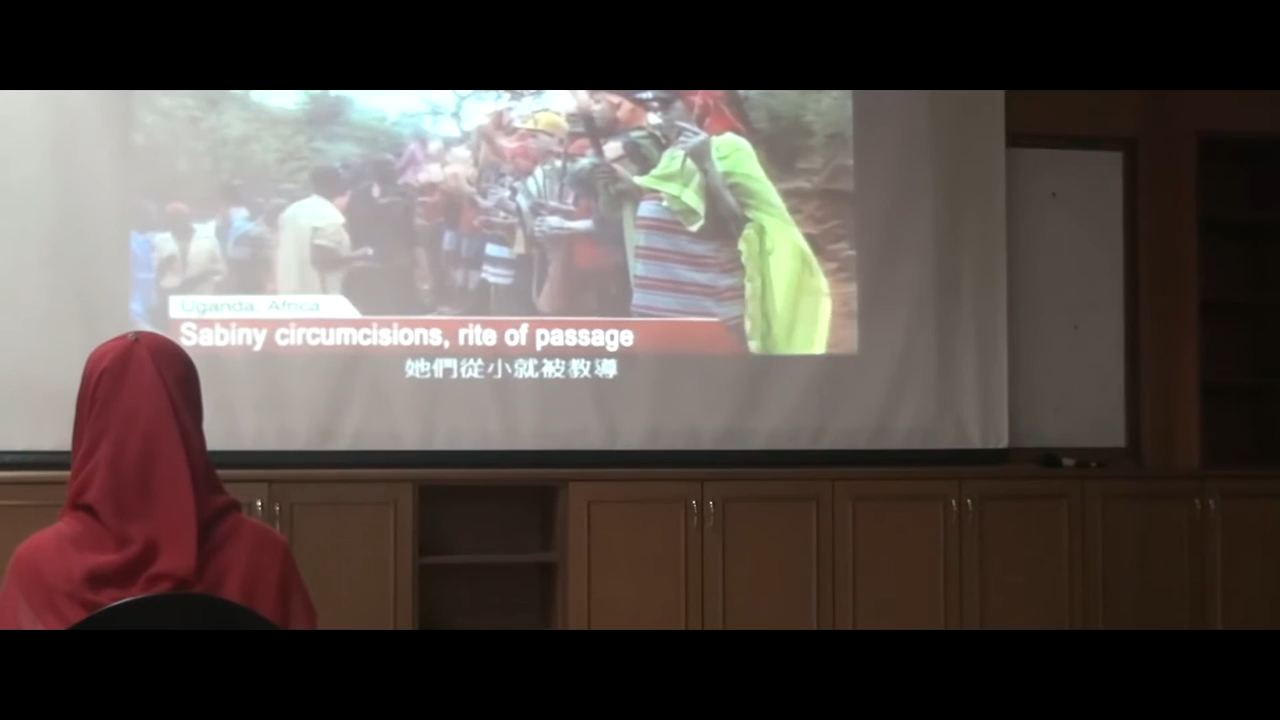 Uganda, Africa
Sabiny circumcisions, rite of passage
她們從小就被教導